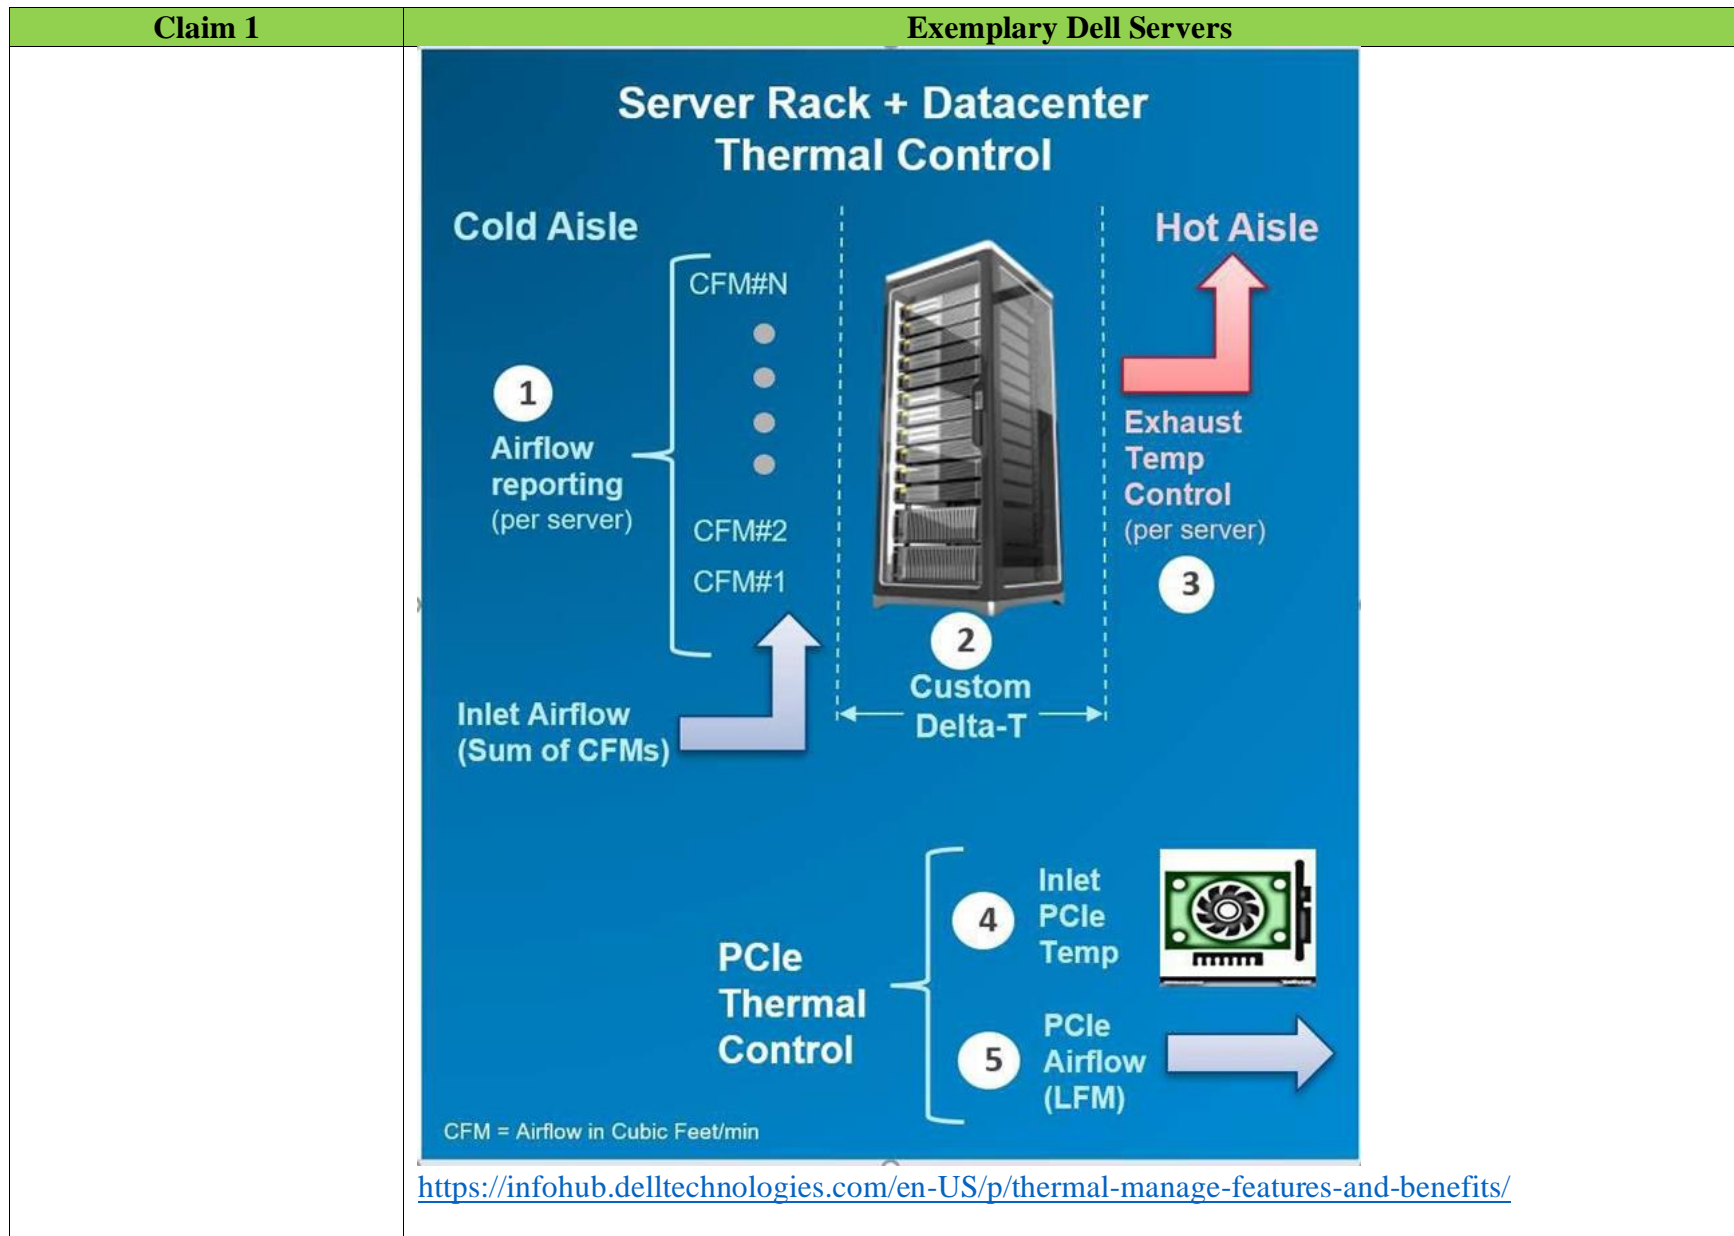 Claim 1
Exemplary Dell Servers
Server Rack + Datacenter
Thermal Control
Cold Aisle
Hot Aisle
CFM#N
1
Airflow
reporting
(per server)
CFM#2
CFM#1
Inlet Airflow
(Sum of CFMs)
2
Custom
Delta-T
Exhaust
Temp
Control
(per server)
3
PCIe
Thermal
Control
4
Inlet
PCIe
Temp
5
PCIe
Airflow
(LFM)
CFM = Airflow in Cubic Feet/min
https://infohub.delltechnologies.com/en-US/p/thermal-manage-features-and-benefits/